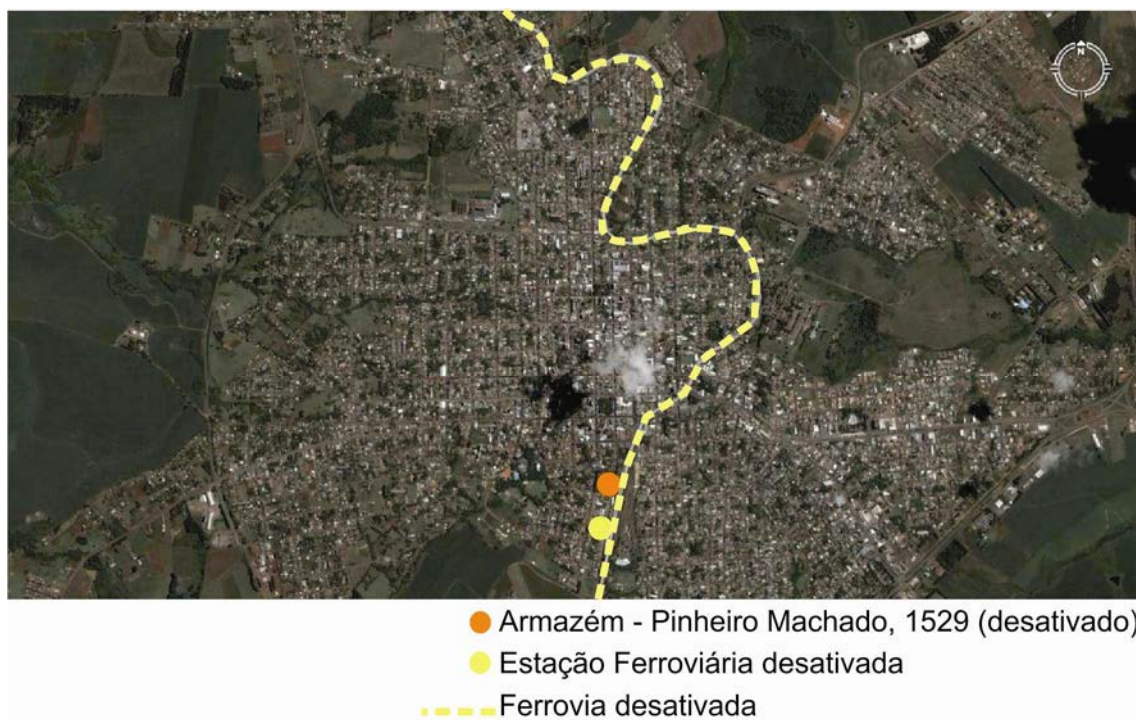 N
Armazém - Pinheiro Machado, 1529 (desativado)
Estação Ferroviária desativada
Ferrovia desativada